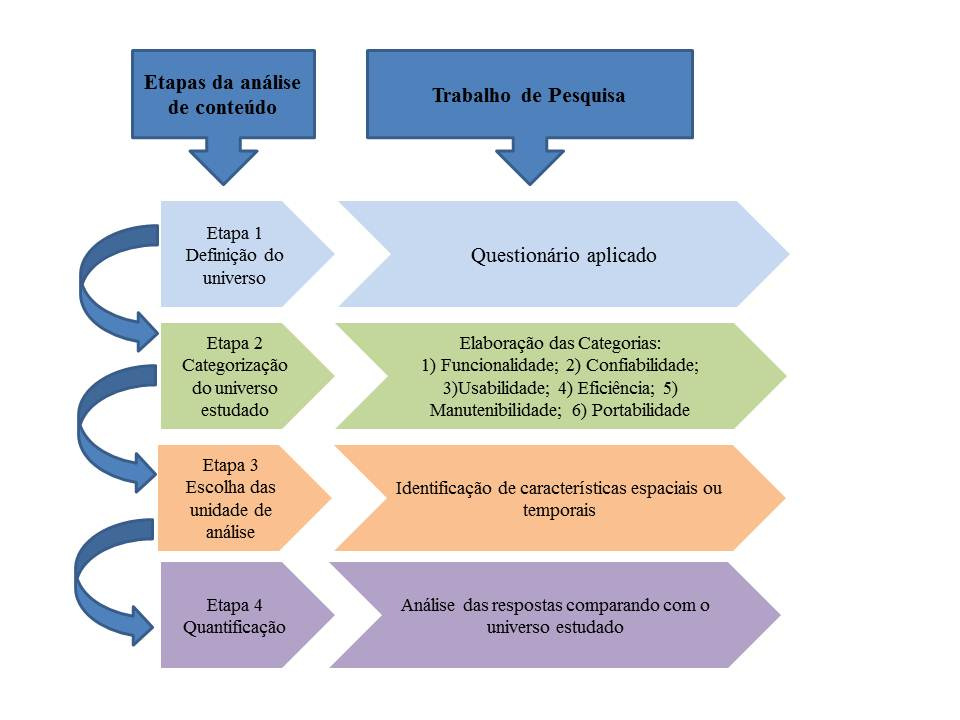 Etapas da análise
de conteúdo
Trabalho de Pesquisa
Etapa 1
Definição do
universo
Questionário aplicado
Etapa 2
Categorização
do universo
estudado
Elaboração das Categorias:
1) Funcionalidade; 2) Confiabilidade;
3)Usabilidade; 4) Eficiência; 5)
Manutenibilidade; 6) Portabilidade
Etapa 3
Escolha das
unidade de
análise
Identificação de características espaciais ou
temporais
Etapa 4
Quantificação
Análise das respostas comparando com o
universo estudado